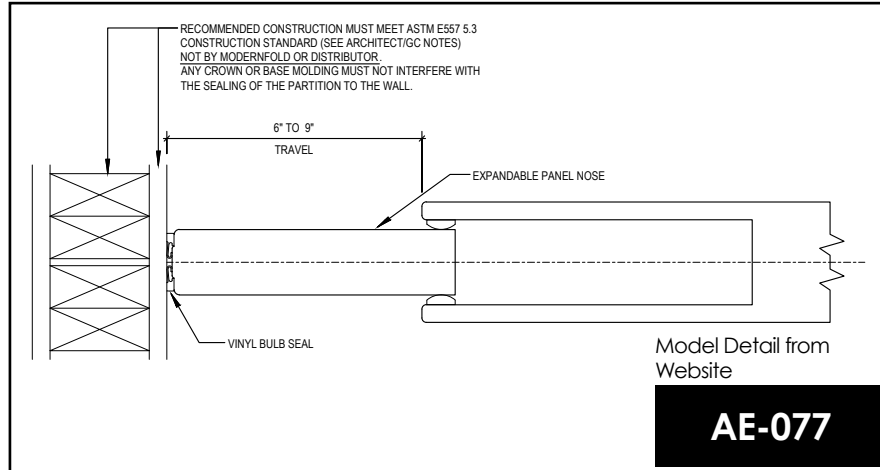 RECOMMENDED CONSTRUCTION MUST MEET ASTM E557 5.3
CONSTRUCTION STANDARD (SEE ARCHITECT/GC NOTES)
NOT BY MODERNFOLD OR DISTRIBUTOR.
ANY CROWN OR BASE MOLDING MUST NOT INTERFERE WITH
THE SEALING OF THE PARTITION TO THE WALL.
6" TO 9"
TRAVEL
EXPANDABLE PANEL NOSE
VINYL BULB SEAL
Model Detail from
Website
AE-077